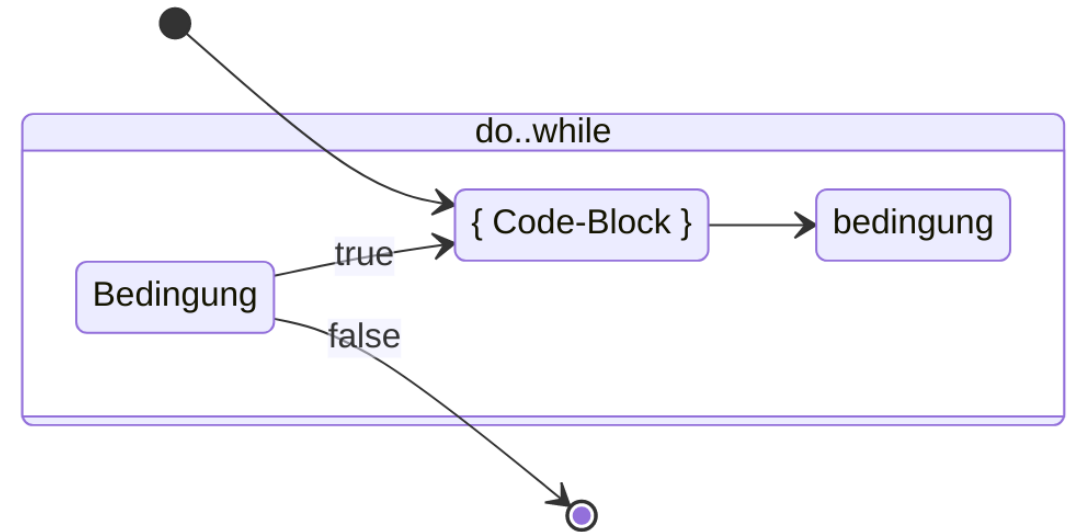 do..while
{ Code-Block }
bedingung
true
Bedingung
false